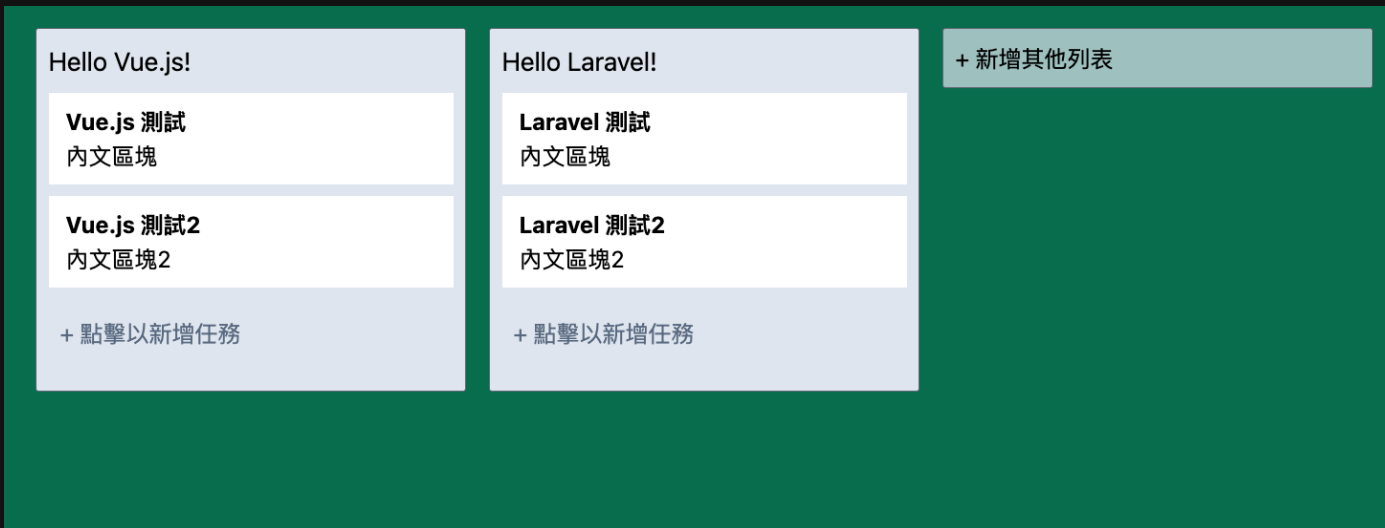 Hello Vue.js!
Vue.js 測試
內文區塊
Vue.js 測試2
內文區塊2
+ 點擊以新增任務
Hello Laravel!
Laravel 測試
內文區塊
Laravel 測試2
內文區塊2
+ 點擊以新增任務
+ 新增其他列表